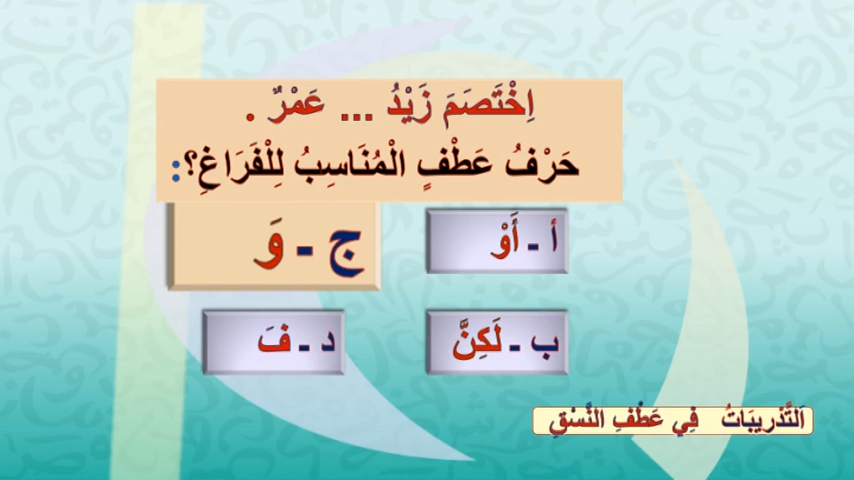 اِخْتَصَمَ زَيْدُ ... عَمْرٌ .
حَرْفُ عَطْفٍ الْمُنَاسِبُ لِلْفَرَاغِ؟:
أ - أَوْ
ج - وَ
ب - لَكِنَّ
د - فَ
اَلتَّدْرِيبَاتُ فِي عَطْفِ النَّسْقِ